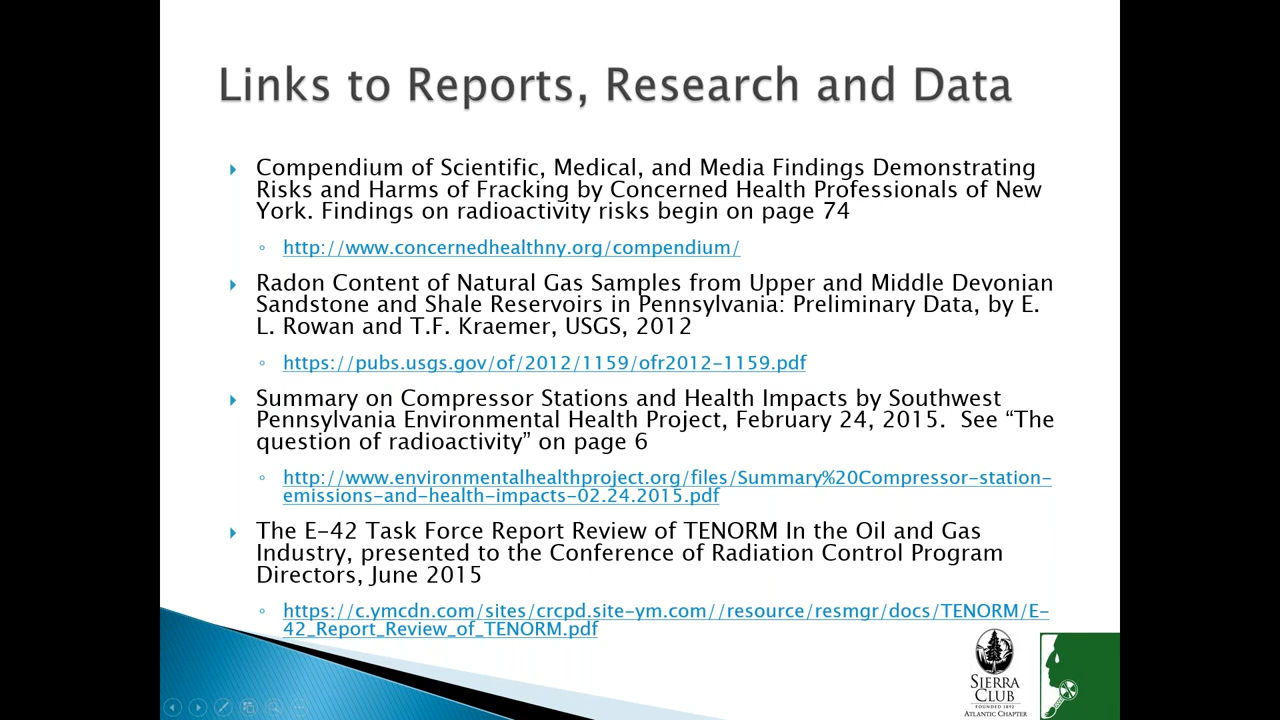 Links to Reports, Research and Data
Compendium of Scientific, Medical, and Media Findings Demonstrating
Risks and Harms of Fracking by Concerned Health Professionals of New
York. Findings on radioactivity risks begin on page 74
http://www.concernedhealthny.org/compendium/
Radon Content of Natural Gas Samples from Upper and Middle Devonian
Sandstone and Shale Reservoirs in Pennsylvania: Preliminary Data, by E.
L. Rowan and T.F. Kraemer, USGS, 2012
https://pubs.usgs.gov/of/2012/1159/ofr2012-1159.pdf
Summary on Compressor Stations and Health Impacts by Southwest
Pennsylvania Environmental Health Project, February 24, 2015.  See “The
question of radioactivity” on page 6
http://www.environmentalhealthproject.org/files/Summary%20Compressor-station-
emissions-and-health-impacts-02.24.2015.pdf
The E-42 Task Force Report Review of TENORM In the Oil and Gas
Industry, presented to the Conference of Radiation Control Program
Directors, June 2015
https://c.ymcdn.com/sites/crcpd.site-ym.com//resource/resmgr/docs/TENORM/E-
42_Report_Review_of_TENORM.pdf
SIERRA
CLUB
FOUNDED 1892
ATLANTIC CHAPTER